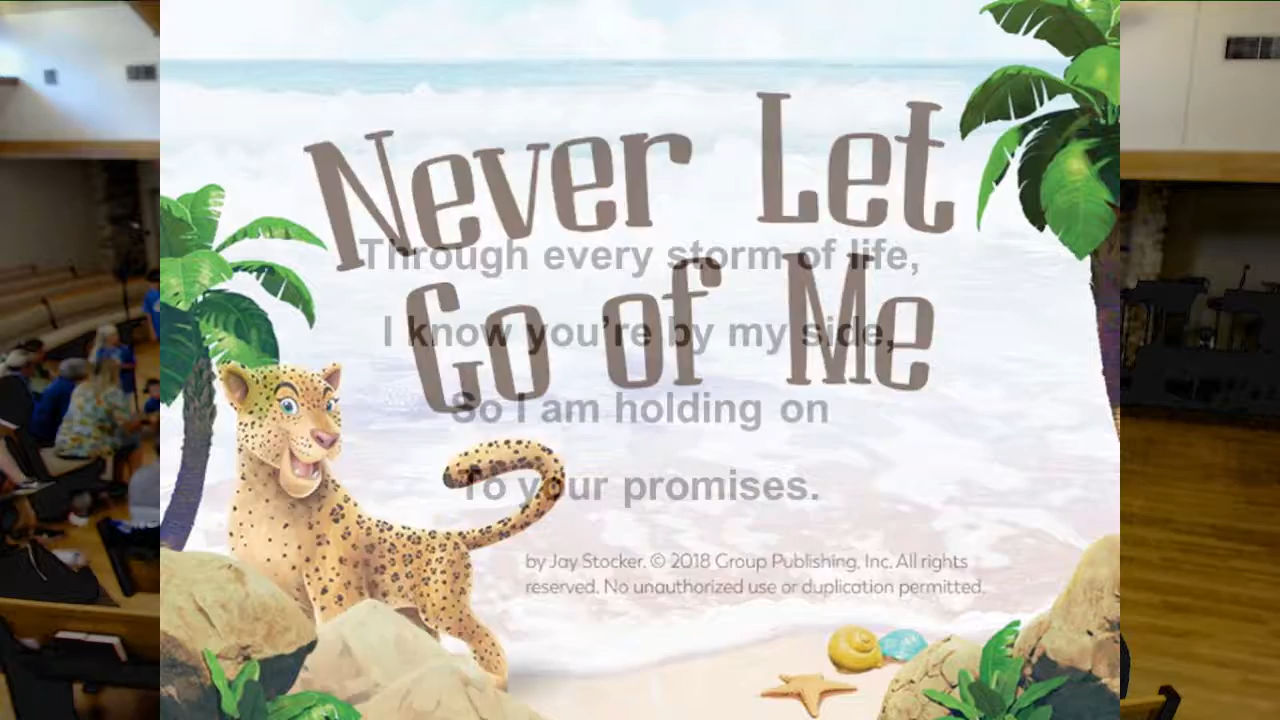 Never Let
Through every storm of life,
Go of Me
I know you're by my side,
So I am holding on
To your promises.
by Jay Stocker. © 2018 Group Publishing, Inc. All rights
reserved. No unauthorized use or duplication permitted.